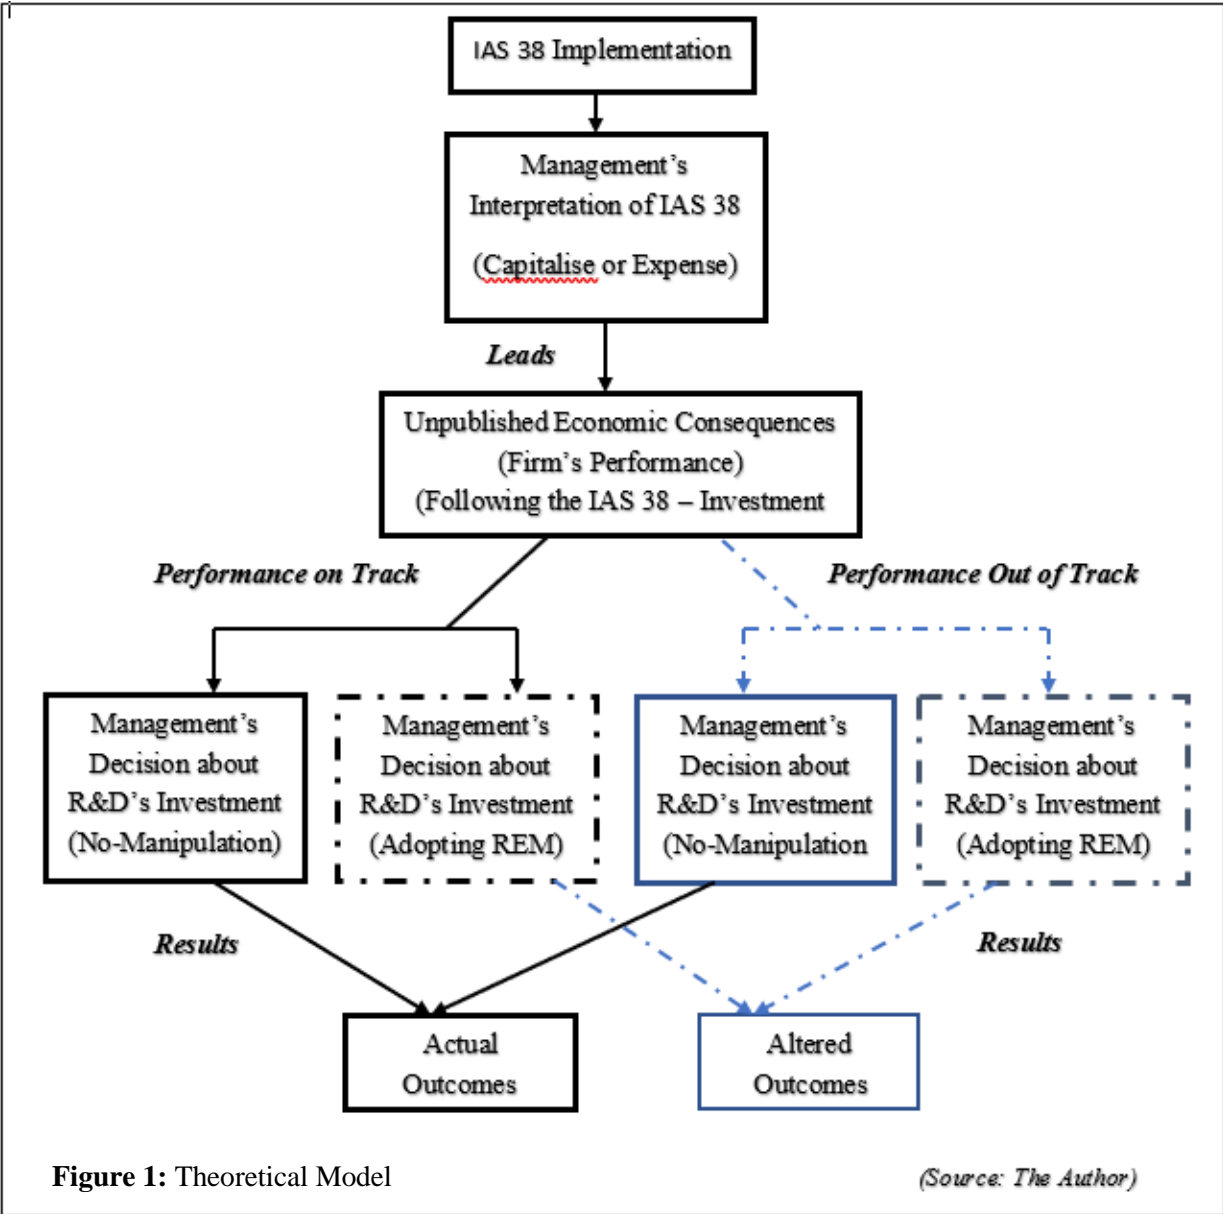 IAS 38 Implementation
Management's
Interpretation of IAS 38
(Capitalise or Expense)
Leads
Unpublished Economic Consequences
(Firm's Performance)
(Following the IAS 38 – Investment
Performance on Track
Performance Out of Track
Management's
Decision about
R&D's Investment
(No-Manipulation)
Management's
Decision about
R&D's Investment
(Adopting REM)
Management's
Decision about
R&D's Investment
(No-Manipulation
Management's
Decision about
R&D's Investment
(Adopting REM)
Results
Results
Actual
Outcomes
Altered
Outcomes
Figure 1: Theoretical Model
(Source: The Author)